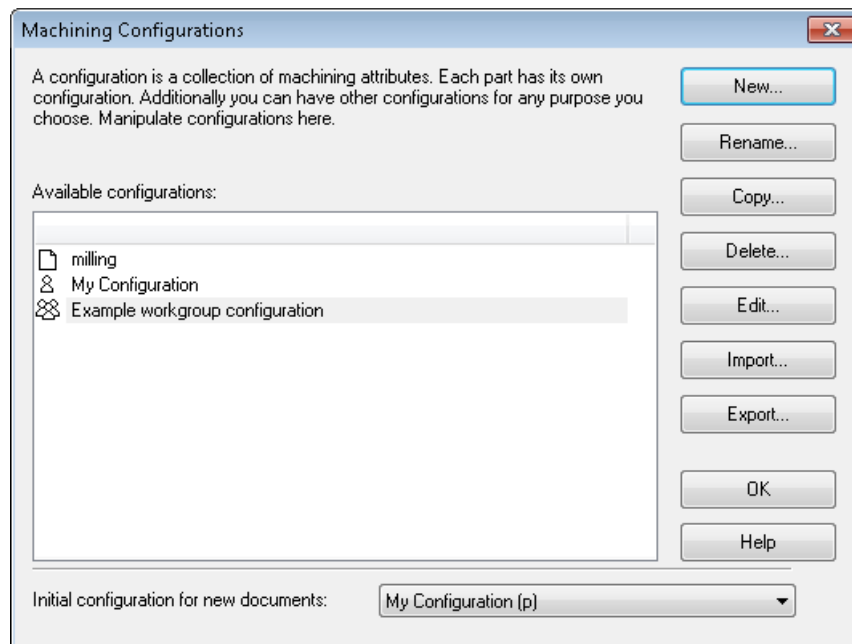 Machining Configurations
A configuration is a collection of machining attributes. Each part has its own
configuration. Additionally you can have other configurations for any purpose you
choose. Manipulate configurations here.
New...
Rename...
Available configurations:
Copy...
milling
My Configuration
Example workgroup configuration
Delete...
Edit...
Import...
Export...
OK
Help
Initial configuration for new documents:
My Configuration (p)